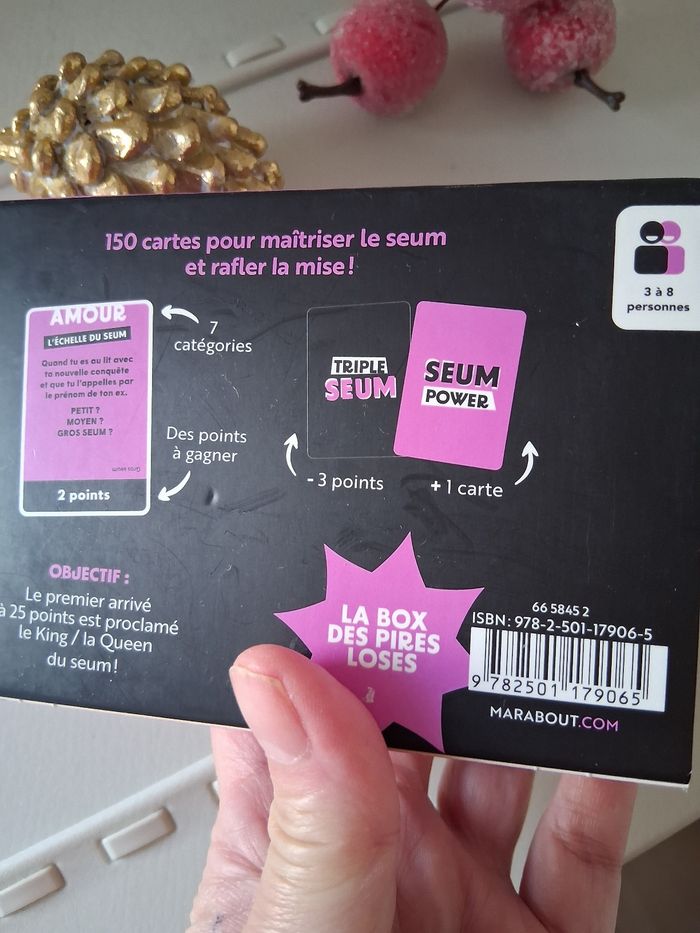 150 cartes pour maîtriser le seum
et rafler la mise !
3 à 8
personnes
AMOUR
L'ÉCHELLE DU SEUM
Quand tu es au lit avec
ta nouvelle conquête
et que tu l'appelles par
le prénom de ton ex.
PETIT ?
MOYEN ?
GROS SEUM ?
Gros seum
2 points
7
catégories
Des points
à gagner
TRIPLE
SEUM
- 3 points
SEUM
POWER
+ 1 carte
OBJECTIF :
Le premier arrivé
à 25 points est proclamé
le King / la Queen
du seum !
LA BOX
DES PIRES
LOSES
66 5845 2
ISBN : 978-2-501-17906-5
9 782501 179065
MARABOUT.COM